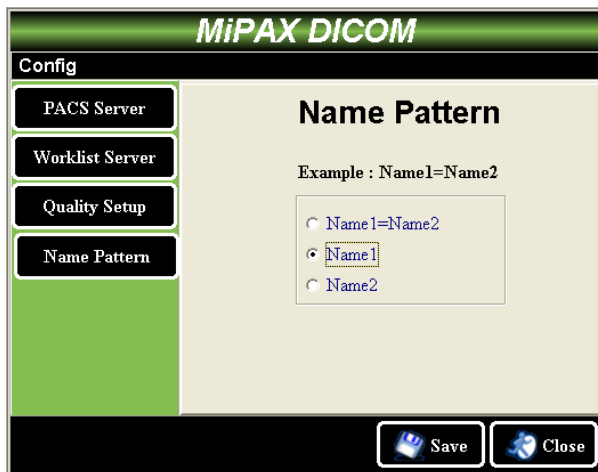 MiPAX DICOM
Config
PACS Server
Worklist Server
Quality Setup
Name Pattern
Name Pattern
Example : Name1=Name2
Name1=Name2
Name1
Name2
Save
Close